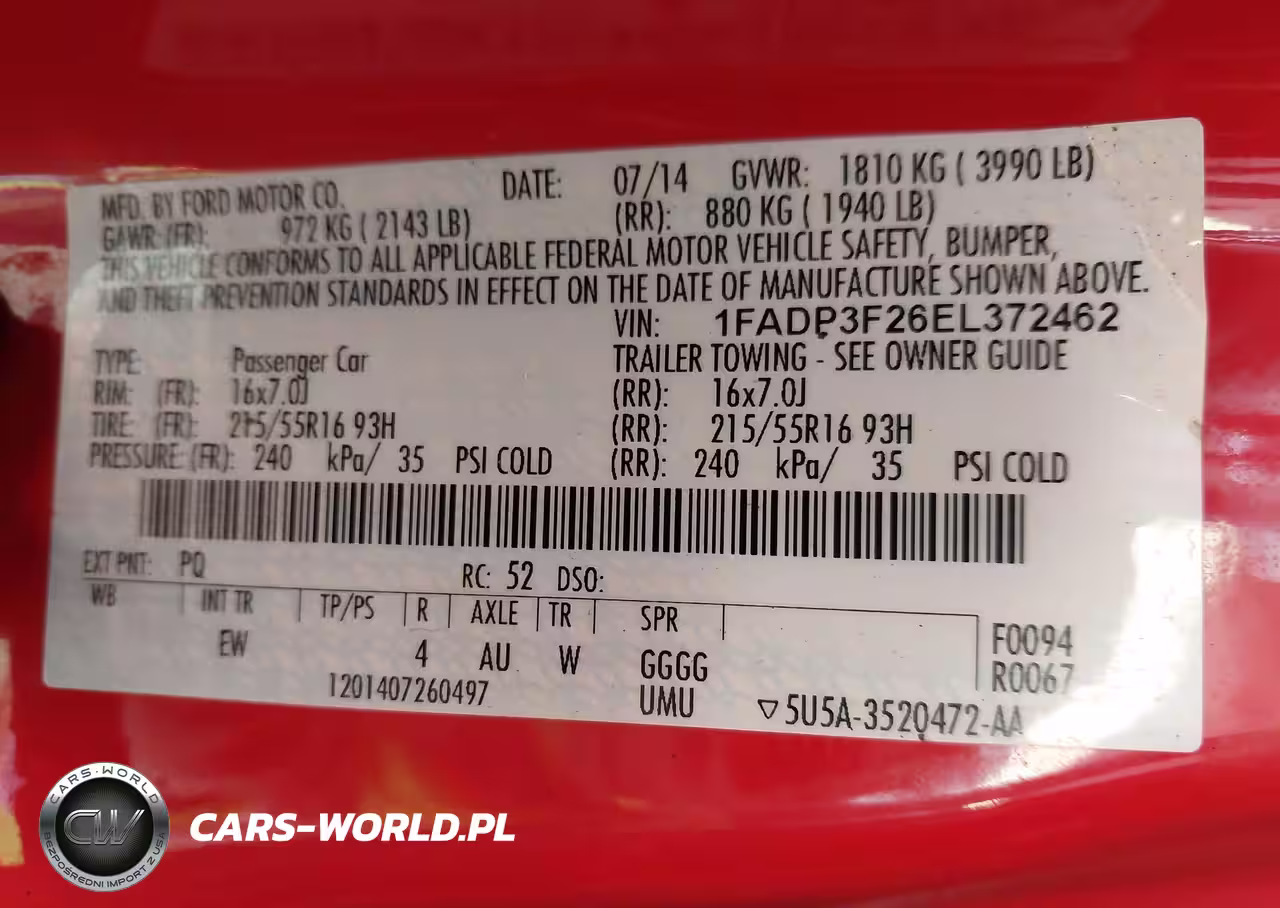 MFD. BY FORD MOTOR CO. DATE: 07/14 GVWR: 1810 KG ( 3990 LB)
GAWR: (FR): 972 KG ( 2143 LB) (RR): 880 KG ( 1940 LB)
THIS VEHICLE CONFORMS TO ALL APPLICABLE FEDERAL MOTOR VEHICLE SAFETY, BUMPER,
AND THEFT PREVENTION STANDARDS IN EFFECT ON THE DATE OF MANUFACTURE SHOWN ABOVE.
VIN: 1FADP3F26EL372462
TYPE: Passenger Car TRAILER TOWING - SEE OWNER GUIDE
RIM: (FR): 16x7.0J (RR): 16x7.0J
TIRE: (FR): 215/55R16 93H (RR): 215/55R16 93H
PRESSURE: (FR): 240 kPa/ 35 PSI COLD (RR): 240 kPa/ 35 PSI COLD
EXT PNT: PQ RC: 52 DSO:
WB INT TR TP/PS R AXLE TR SPR
EW 4 AU W GGGG F0094
R0067
1201407260497 UMU ▽5U5A-3520472-AA
CARS-WORLD
CW
BEZPOŚREDNI IMPORT Z USA
CARS-WORLD.PL